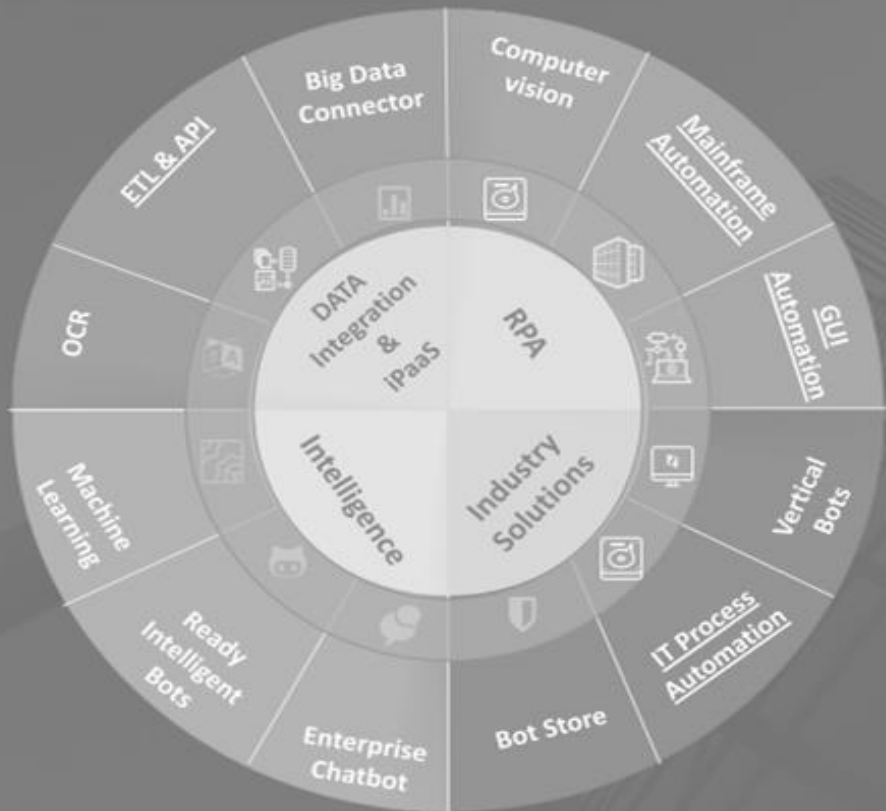 Big Data
Connector
Computer
vision
Mainframe
Automation
GUI
Automation
Vertical
Bots
IT Process
Automation
Bot Store
Enterprise
Chatbot
Ready
Intelligent
Bots
Machine
Learning
OCR
ETL & API
DATA
Integration
&
iPaaS
RPA
Industry
Solutions
Intelligence